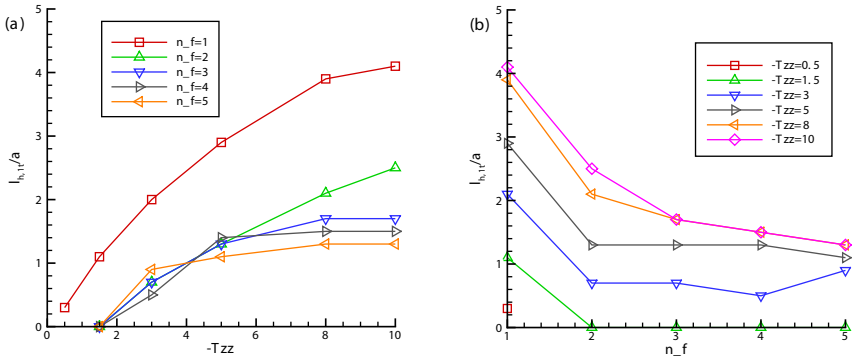 (a)
5
4
3
2
1
0
l_h,1t/a
n_f=1
n_f=2
n_f=3
n_f=4
n_f=5
2 4 6 8 10
-Tzz
(b)
5
4
3
2
1
0
l_h,1t/a
-Tzz=0.5
-Tzz=1.5
-Tzz=3
-Tzz=5
-Tzz=8
-Tzz=10
1 2 3 4 5
n_f